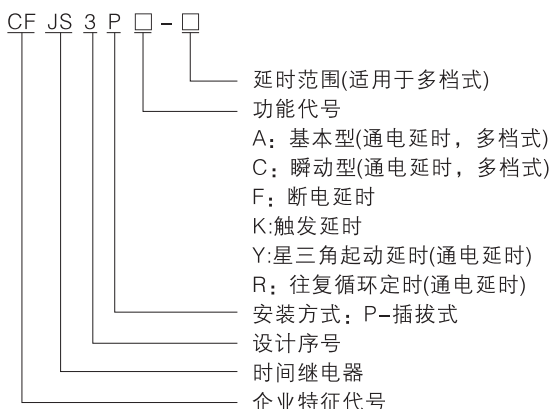 CF JS 3 P □ - □
延时范围(适用于多档式)
功能代号
A：基本型(通电延时，多档式)
C：瞬动型(通电延时，多档式)
F：断电延时
K:触发延时
Y:星三角起动延时(通电延时)
R：往复循环定时(通电延时)
安装方式：P-插拔式
设计序号
时间继电器
企业特征代号